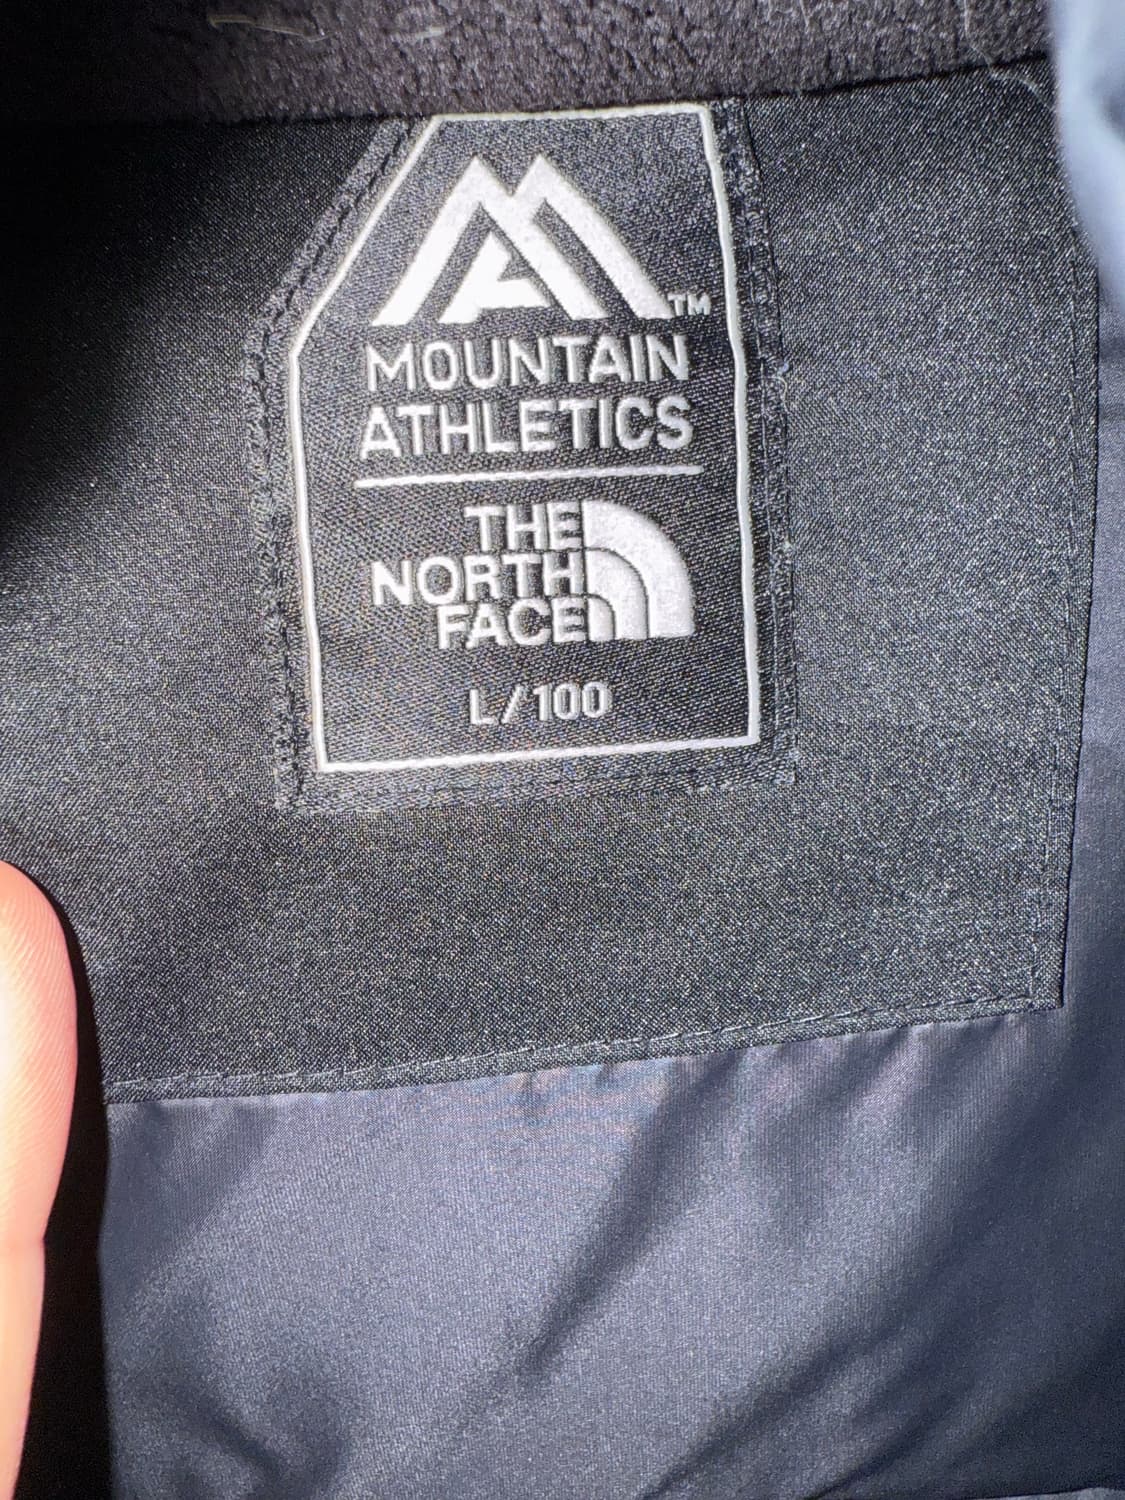 TM
MOUNTAIN
ATHLETICS
THE
NORTH
FACE
L/100